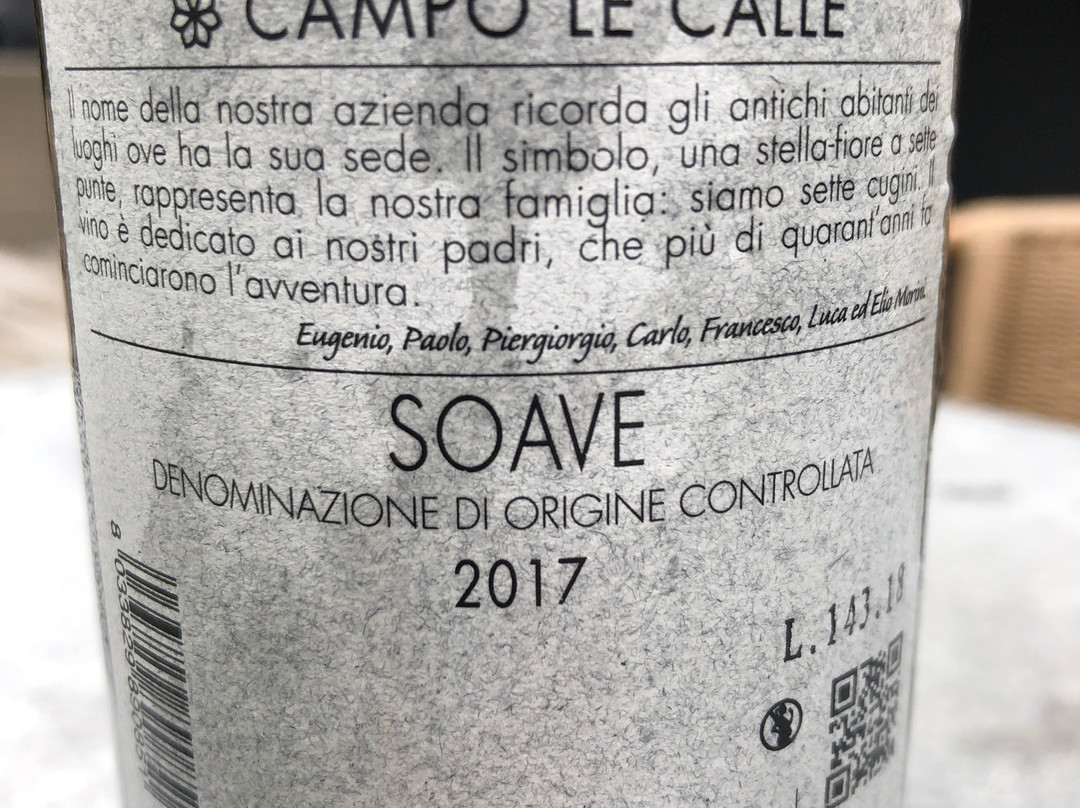 CAMPO LE CALLE
Il nome della nostra azienda ricorda gli antichi abitanti dei
luoghi ove ha la sua sede. Il simbolo, una stella-fiore a sette
punte, rappresenta la nostra famiglia: siamo sette cugini. Il
vino è dedicato ai nostri padri, che più di quarant'anni fa
cominciarono l'avventura.
Eugenio, Paolo, Piergiorgio, Carlo, Francesco, Luca ed Elio
SOAVE
DENOMINAZIONE DI ORIGINE CONTROLLATA
2017
L. 143.18